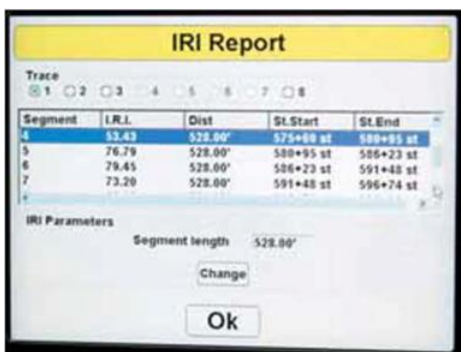 IRI Report
Trace
1 2 3 4 5 6 7 8
Segment I.R.I. Dist St.Start St.End
4 53.43 528.00' 575+69 st 580+95 st
5 76.79 528.00' 580+95 st 586+23 st
6 79.45 528.00' 586+23 st 591+48 st
7 73.20 528.00' 591+48 st 596+74 st
IRI Parameters
Segment length 528.00'
Change
Ok